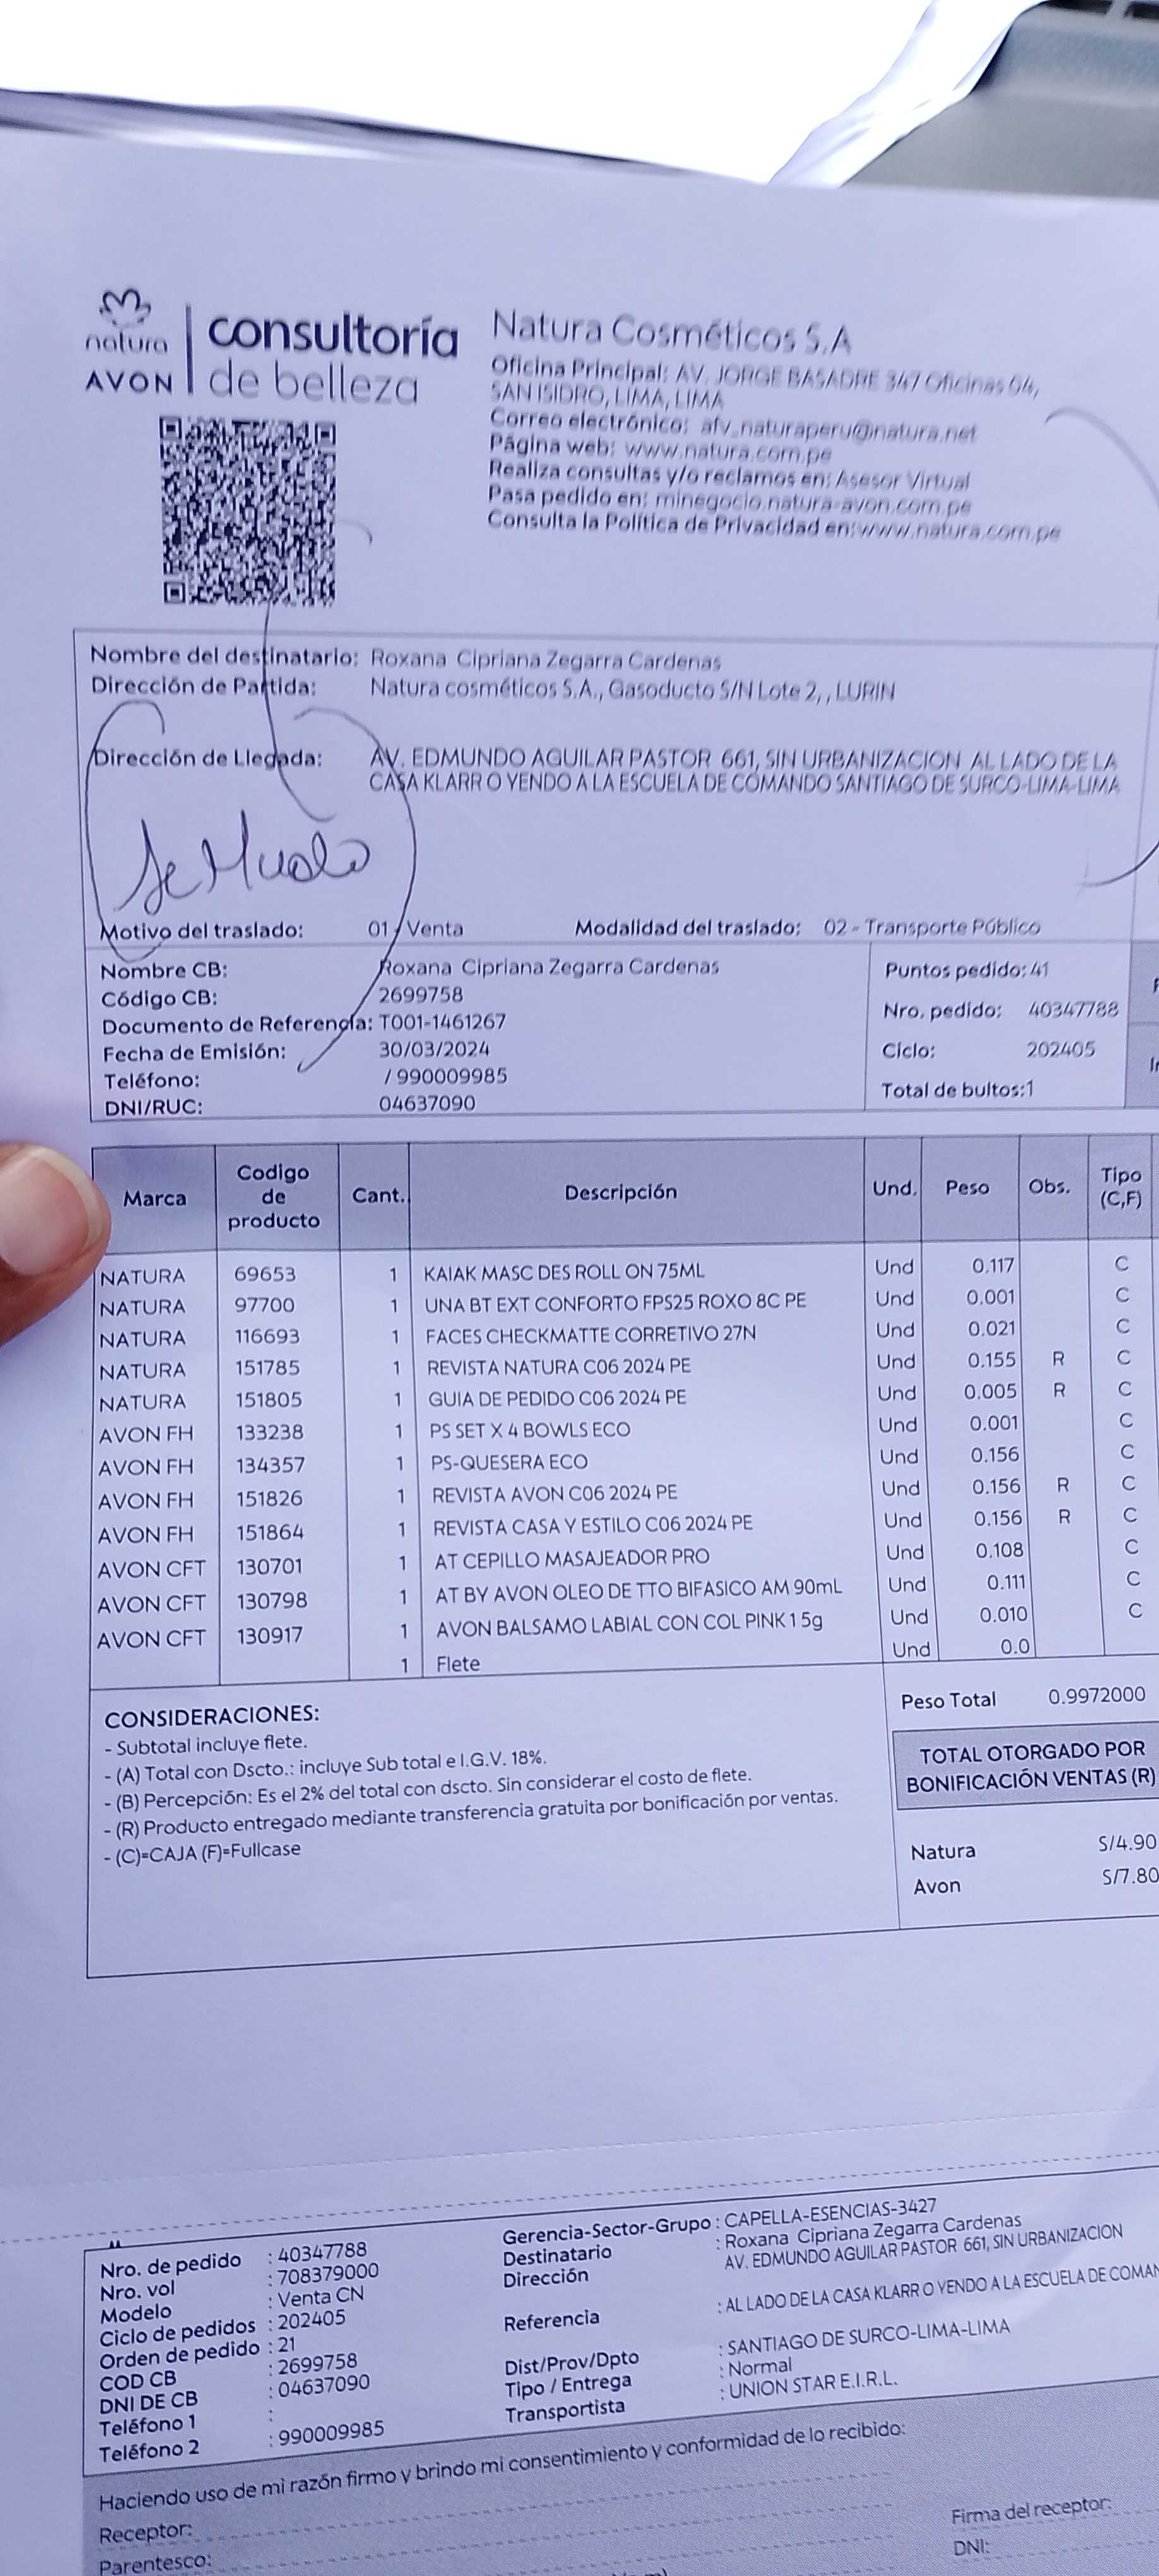 natura
AVON
consultoría
de belleza
Natura Cosméticos S.A
Oficina Principal: AV. JORGE BASADRE 347 Oficinas 04,
SAN ISIDRO, LIMA, LIMA
Correo electrónico: afv_naturaperu@natura.net
Página web: www.natura.com.pe
Realiza consultas y/o reclamos en: Asesor Virtual
Pasa pedido en: minegocio.natura-avon.com.pe
Consulta la Política de Privacidad en:www.natura.com.pe
Nombre del destinatario: Roxana Cipriana Zegarra Cardenas
Dirección de Partida: Natura cosméticos S.A., Gasoducto S/N Lote 2, , LURIN
Dirección de Llegada: AV. EDMUNDO AGUILAR PASTOR 661, SIN URBANIZACION AL LADO DE LA
CASA KLARR O YENDO A LA ESCUELA DE COMANDO SANTIAGO DE SURCO-LIMA-LIMA
Se Mudo
Motivo del traslado: 01 - Venta Modalidad del traslado: 02 - Transporte Público
Nombre CB: Roxana Cipriana Zegarra Cardenas Puntos pedido: 41
Código CB: 2699758
Documento de Referencia: T001-1461267 Nro. pedido: 40347788
Fecha de Emisión: 30/03/2024 Ciclo: 202405
Teléfono: / 990009985
DNI/RUC: 04637090 Total de bultos:1
Marca Codigo de producto Cant. Descripción Und. Peso Obs. Tipo (C,F)
NATURA 69653 1 KAIAK MASC DES ROLL ON 75ML Und 0.117 C
NATURA 97700 1 UNA BT EXT CONFORTO FPS25 ROXO 8C PE Und 0.001 C
NATURA 116693 1 FACES CHECKMATTE CORRETIVO 27N Und 0.021 C
NATURA 151785 1 REVISTA NATURA C06 2024 PE Und 0.155 R C
NATURA 151805 1 GUIA DE PEDIDO C06 2024 PE Und 0.005 R C
AVON FH 133238 1 PS SET X 4 BOWLS ECO Und 0.001 C
AVON FH 134357 1 PS-QUESERA ECO Und 0.156 C
AVON FH 151826 1 REVISTA AVON C06 2024 PE Und 0.156 R C
AVON FH 151864 1 REVISTA CASA Y ESTILO C06 2024 PE Und 0.156 R C
AVON CFT 130701 1 AT CEPILLO MASAJEADOR PRO Und 0.108 C
AVON CFT 130798 1 AT BY AVON OLEO DE TTO BIFASICO AM 90mL Und 0.111 C
AVON CFT 130917 1 AVON BALSAMO LABIAL CON COL PINK 1 5g Und 0.010 C
1 Flete Und 0.0
Peso Total 0.9972000
CONSIDERACIONES:
- Subtotal incluye flete.
- (A) Total con Dscto.: incluye Sub total e I.G.V. 18%.
- (B) Percepción: Es el 2% del total con dscto. Sin considerar el costo de flete.
- (R) Producto entregado mediante transferencia gratuita por bonificación por ventas.
- (C)=CAJA (F)=Fullcase
TOTAL OTORGADO POR
BONIFICACIÓN VENTAS (R)
Natura S/4.90
Avon S/7.80
Nro. de pedido : 40347788
Nro. vol : 708379000
Modelo : Venta CN
Ciclo de pedidos : 202405
Orden de pedido : 21
COD CB : 2699758
DNI DE CB : 04637090
Teléfono 1 :
Teléfono 2 : 990009985
Gerencia-Sector-Grupo : CAPELLA-ESENCIAS-3427
Destinatario : Roxana Cipriana Zegarra Cardenas
Dirección AV. EDMUNDO AGUILAR PASTOR 661, SIN URBANIZACION
Referencia : AL LADO DE LA CASA KLARR O YENDO A LA ESCUELA DE COMAN
Dist/Prov/Dpto : SANTIAGO DE SURCO-LIMA-LIMA
Tipo / Entrega : Normal
Transportista : UNION STAR E.I.R.L.
Haciendo uso de mi razón firmo y brindo mi consentimiento y conformidad de lo recibido:
Receptor:
Parentesco:
Firma del receptor:
DNI: